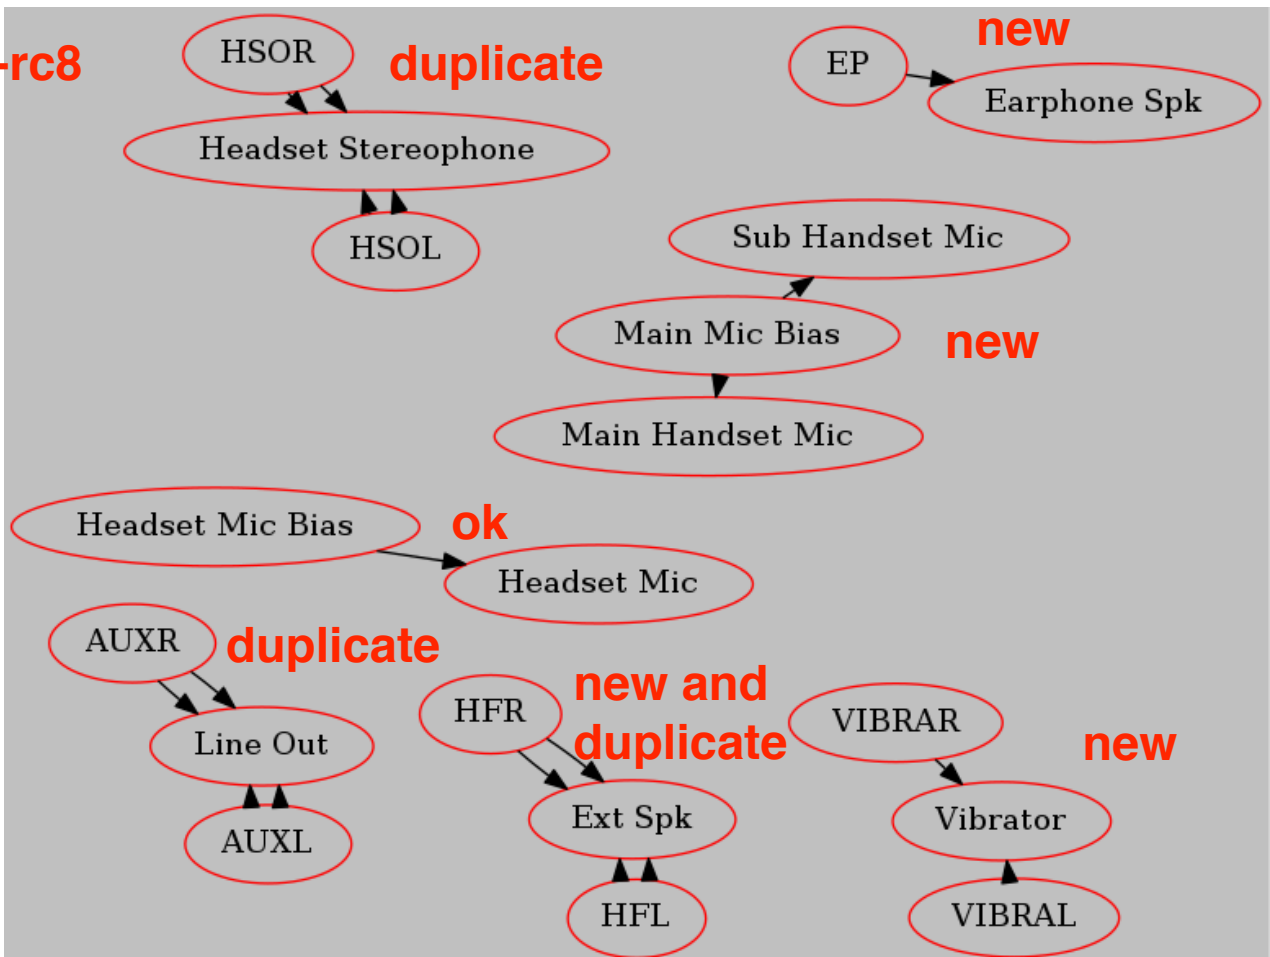 HSOR
-rc8
duplicate
Headset Stereophone
HSOL
new
EP
Earphone Spk
Sub Handset Mic
Main Mic Bias
new
Main Handset Mic
Headset Mic Bias
ok
Headset Mic
AUXR
duplicate
Line Out
AUXL
HFR
new and
duplicate
Ext Spk
HFL
VIBRAR
new
Vibrator
VIBRAL